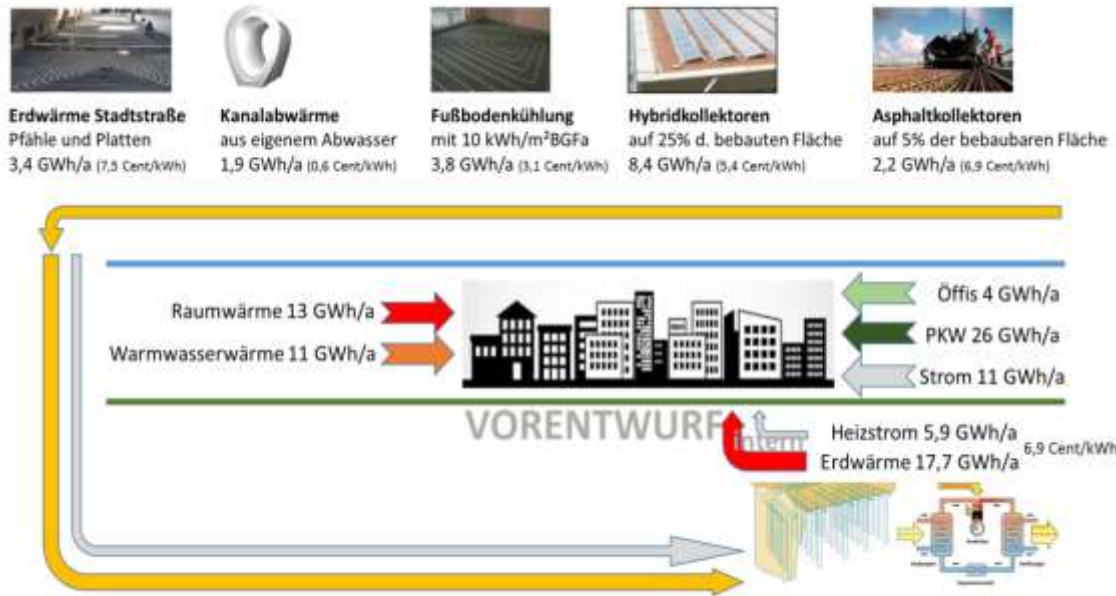 Erdwärme Stadtstraße
Pfähle und Platten
3,4 GWh/a (7,5 Cent/kWh)
Kanalabwärme
aus eigenem Abwasser
1,9 GWh/a (0,6 Cent/kWh)
Fußbodenkühlung
mit 10 kWh/m²BGFa
3,8 GWh/a (3,1 Cent/kWh)
Hybridkollektoren
auf 25% d. bebauten Fläche
8,4 GWh/a (5,4 Cent/kWh)
Asphaltkollektoren
auf 5% der bebaubaren Fläche
2,2 GWh/a (6,9 Cent/kWh)
Raumwärme 13 GWh/a
Warmwasserwärme 11 GWh/a
Öffis 4 GWh/a
PKW 26 GWh/a
Strom 11 GWh/a
VORENTWURF
intern
Heizstrom 5,9 GWh/a
Erdwärme 17,7 GWh/a
6,9 Cent/kWh